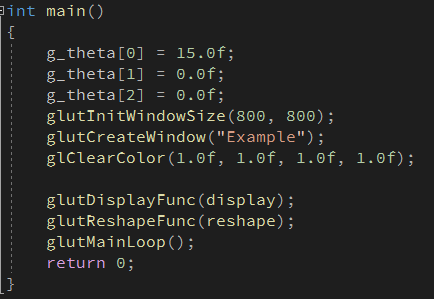 int main()
{
g_theta[0] = 15.0f;
g_theta[1] = 0.0f;
g_theta[2] = 0.0f;
glutInitWindowSize(800, 800);
glutCreateWindow("Example");
glClearColor(1.0f, 1.0f, 1.0f, 1.0f);
glutDisplayFunc(display);
glutReshapeFunc(reshape);
glutMainLoop();
return 0;
}